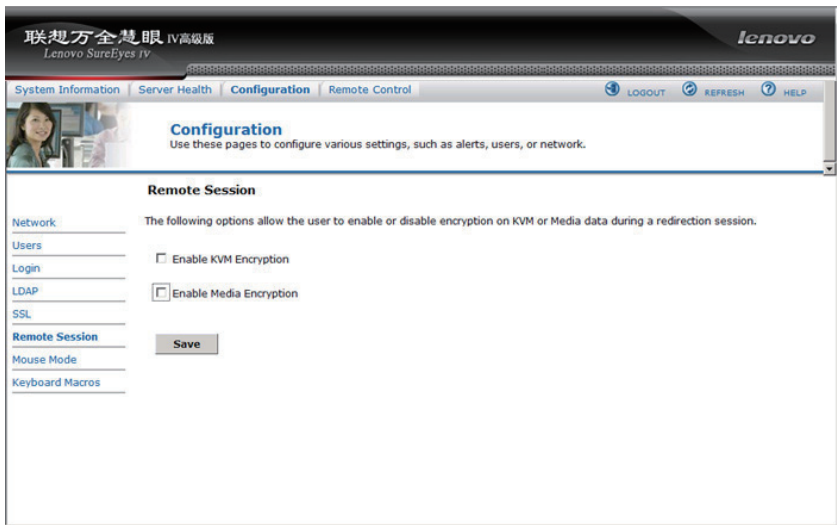 联想万全慧眼 IV高级版
Lenovo SureEyes IV
lenovo
System Information Server Health Configuration Remote Control LOGOUT REFRESH HELP
Configuration
Use these pages to configure various settings, such as alerts, users, or network.
Remote Session
The following options allow the user to enable or disable encryption on KVM or Media data during a redirection session.
Network
Users
Login
LDAP
SSL
Remote Session
Mouse Mode
Keyboard Macros
Enable KVM Encryption
Enable Media Encryption
Save